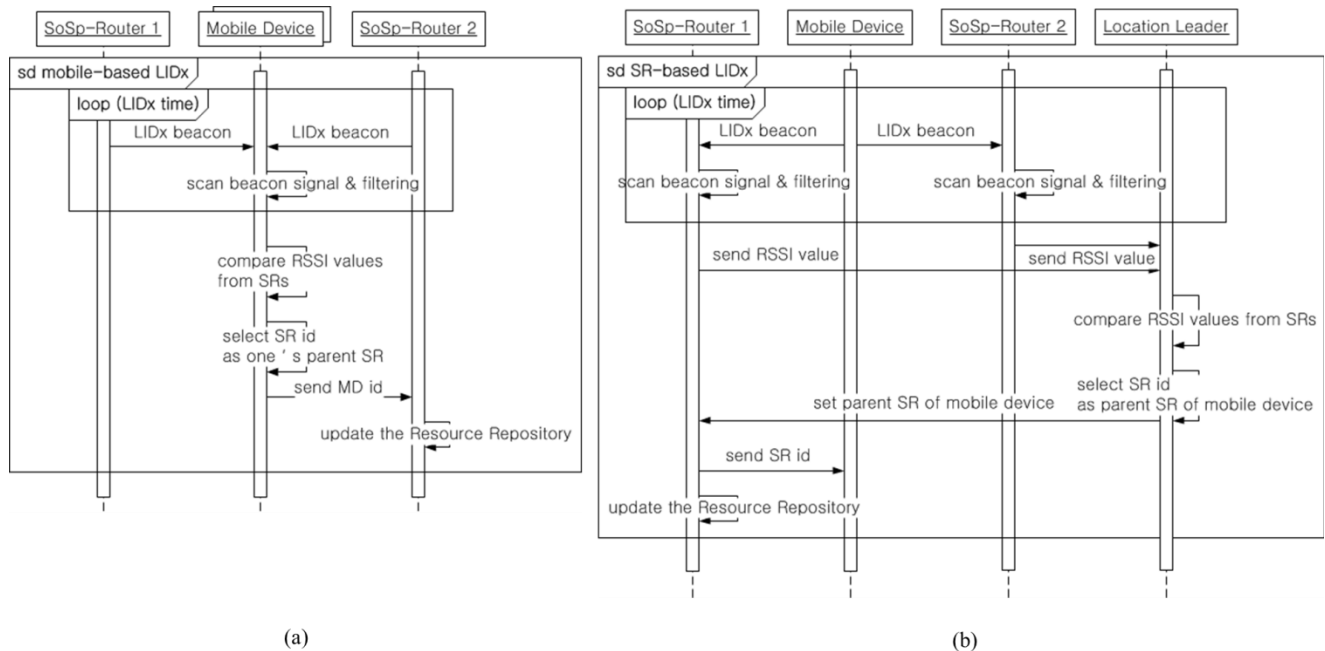 SoSp-Router 1
Mobile Device
SoSp-Router 2
sd mobile-based LIDx
loop (LIDx time)
LIDx beacon
LIDx beacon
scan beacon signal & filtering
compare RSSI values
from SRs
select SR id
as one ' s parent SR
send MD id
update the Resource Repository
(a)
SoSp-Router 1
Mobile Device
SoSp-Router 2
Location Leader
sd SR-based LIDx
loop (LIDx time)
LIDx beacon
LIDx beacon
scan beacon signal & filtering
scan beacon signal & filtering
send RSSI value
send RSSI value
compare RSSI values from SRs
select SR id
as parent SR of mobile device
set parent SR of mobile device
send SR id
update the Resource Repository
(b)